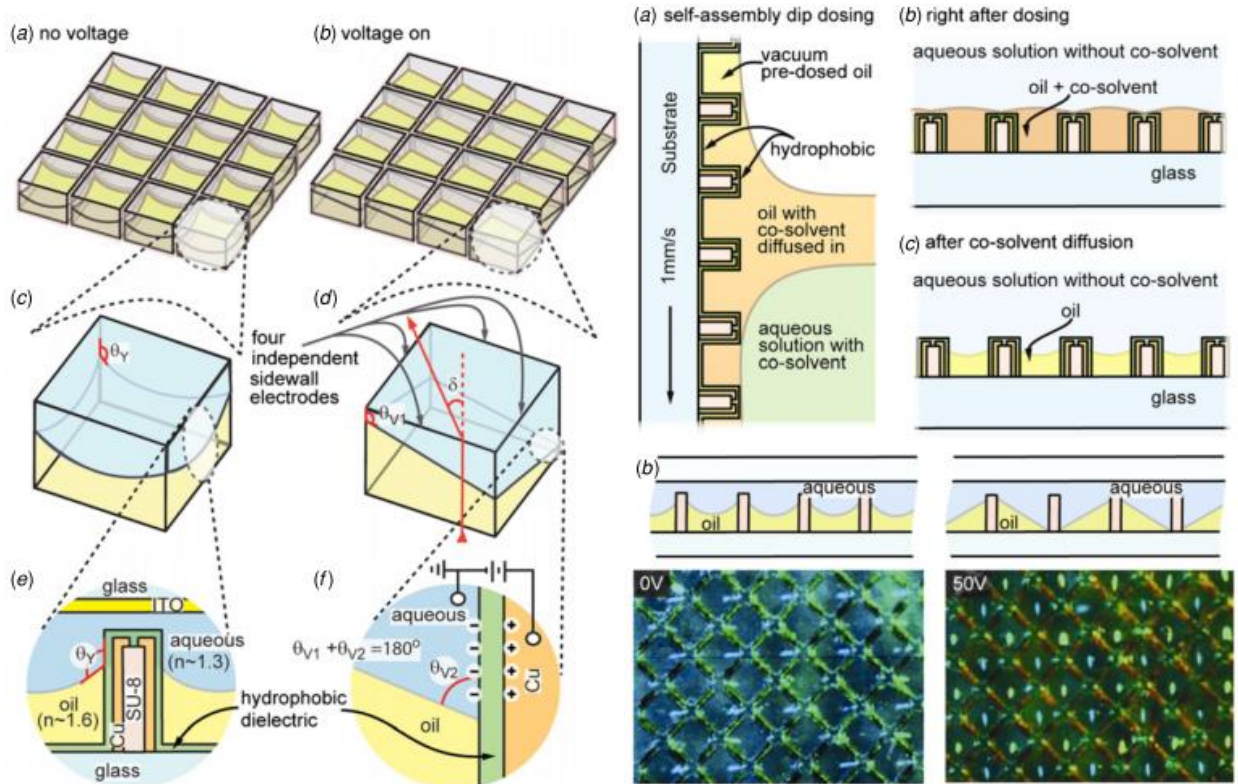 (a) no voltage
(b) voltage on
(c)
θY
(d)
four
independent
sidewall
electrodes
δ
θV1
(e)
glass
ITO
θY
aqueous
(n~1.3)
oil
(n~1.6)
Cu
SU-8
glass
hydrophobic
dielectric
(f)
aqueous
θV1 +θV2 =180°
θV2
oil
Cu
(a) self-assembly dip dosing
Substrate
1mm/s
vacuum
pre-dosed oil
hydrophobic
oil with
co-solvent
diffused in
aqueous
solution with
co-solvent
(b) right after dosing
aqueous solution without co-solvent
oil + co-solvent
glass
(c) after co-solvent diffusion
aqueous solution without co-solvent
oil
glass
(b)
aqueous
oil
aqueous
oil
0V
50V